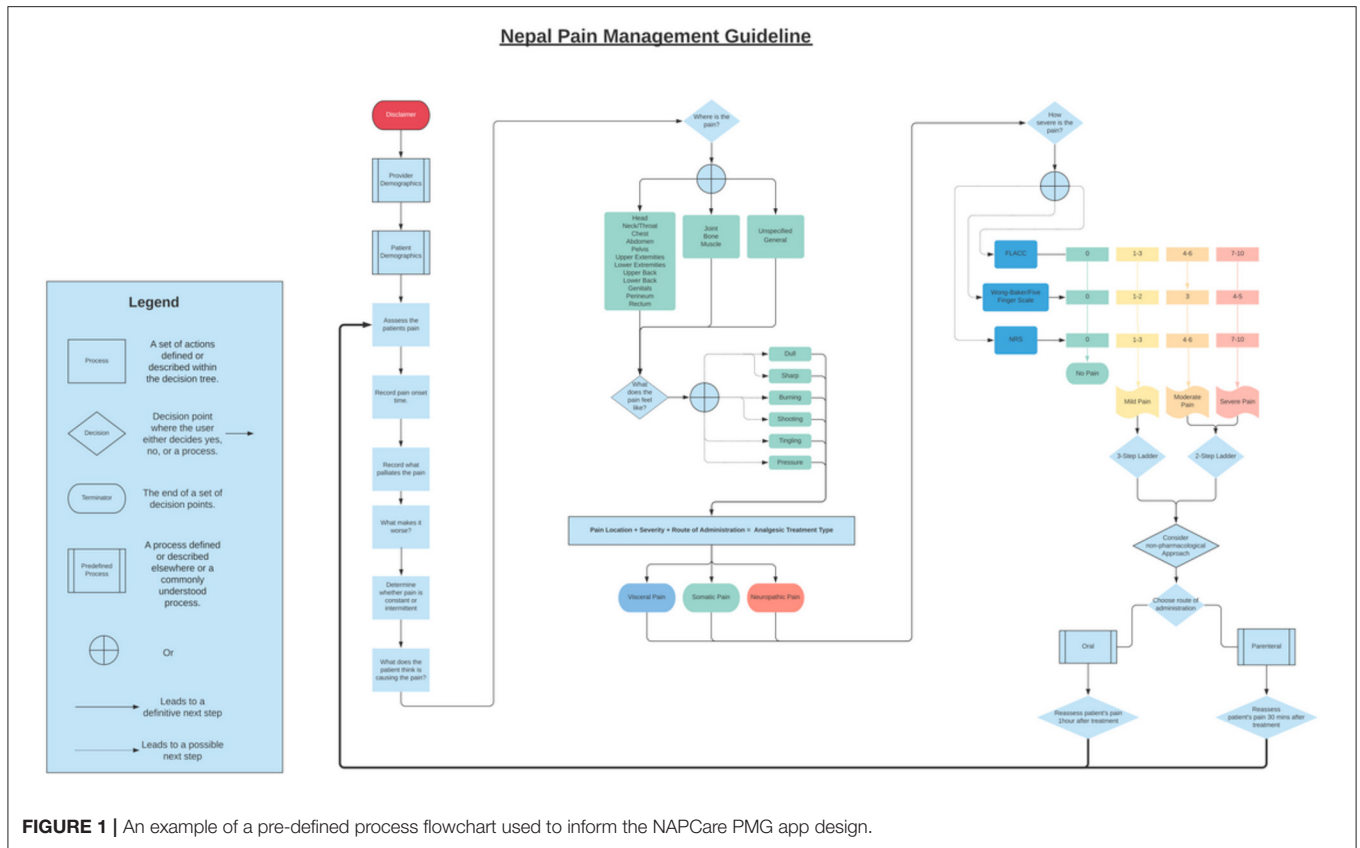 Nepal Pain Management Guideline
Legend
Process
A set of actions
defined or
described within
the decision tree.
Decision
Decision point
where the user
either decides yes,
no, or a process.
Terminator
The end of a set of
decision points.
Predefined
Process
A process defined
or described
elsewhere or a
commonly
understood
process.
Or
Leads to a
definitive next step
Leads to a possible
next step
Disclaimer
Provider
Demographics
Patient
Demographics
Asssess the
patients pain
Record pain onset
time.
Record what
palliates the pain
What makes it
worse?
Determine
whether pain is
constant or
intermittent
What does the
patient think is
causing the pain?
Where is the
pain?
Head
Neck/Throat
Chest
Abdomen
Pelvis
Upper Extemities
Lower Extremities
Upper Back
Lower Back
Genitals
Perineum
Rectum
Joint
Bone
Muscle
Unspecified
General
What
does the
pain feel
like?
Dull
Sharp
Burning
Shooting
Tingling
Pressure
Pain Location + Severity + Route of Administration = Analgesic Treatment Type
Visceral Pain
Somatic Pain
Neuropathic Pain
How
severe is the
pain?
FLACC
0
1-3
4-6
7-10
Wong-Baker/Five
Finger Scale
0
1-2
3
4-5
NRS
0
1-3
4-6
7-10
No Pain
Mild Pain
Moderate
Pain
Severe Pain
3-Step Ladder
2-Step Ladder
Consider
non-pharmacological
Approach
Choose route of
administration
Oral
Parenteral
Reassess patient's pain
1hour after treatment
Reassess
patient's pain 30 mins after
treatment
FIGURE 1 | An example of a pre-defined process flowchart used to inform the NAPCare PMG app design.